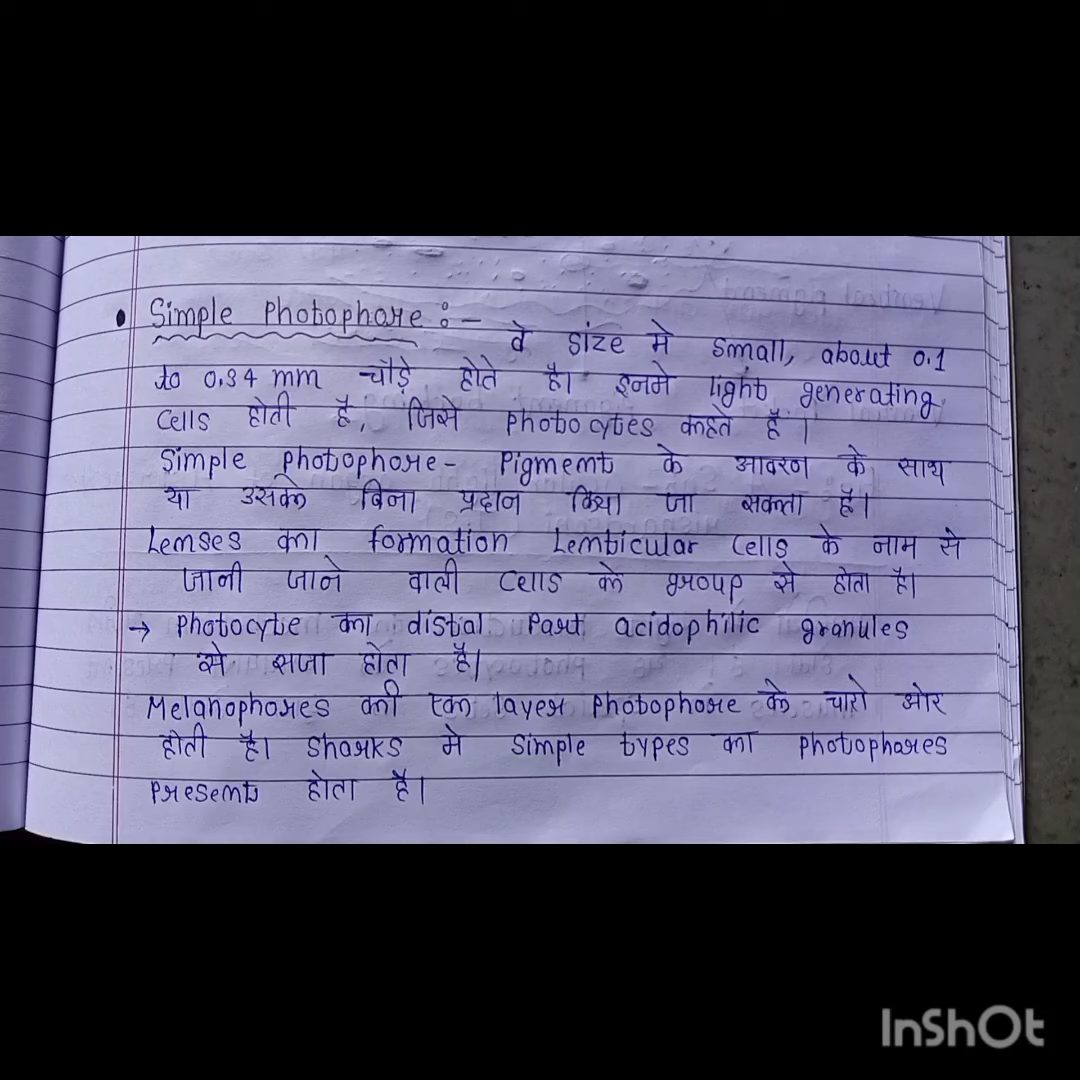 • Simple Photophore :-
वे size मे small, about 0.1
to 0.34 mm चौड़े होते है। इनमे light generating
cells होती है, जिसे photocytes कहते है।
Simple photophore - Pigment के आवरण के साथ
या उसके बिना प्रदान किया जा सकता है।
Lenses का formation Lenticular cells के नाम से
जानी जाने वाली cells के group से होता है।
→ Photocyte का distal Part acidophilic granules
से सजा होता है।
Melanophores की एक layer photophore के चारो ओर
होती है। Sharks मे simple types का photophores
Present होता है।
InShOt